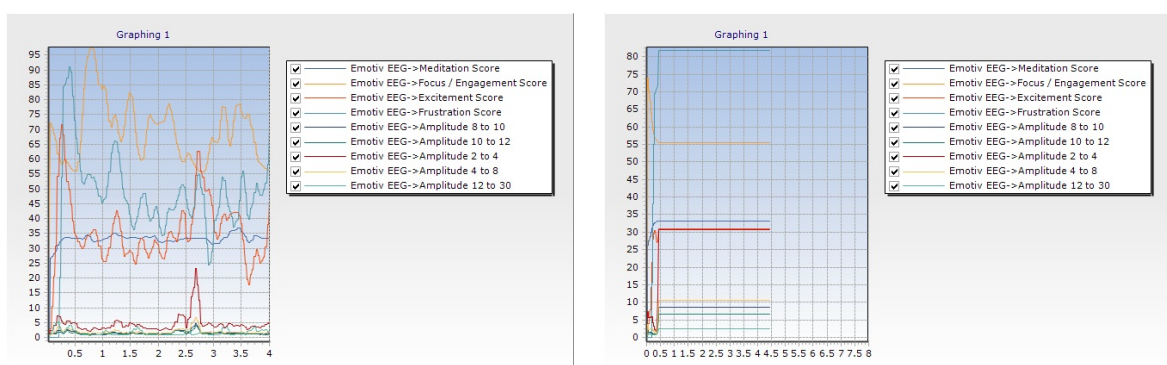 Graphing 1
95
90
85
80
75
70
65
60
55
50
45
40
35
30
25
20
15
10
5
0
0.5 1 1.5 2 2.5 3 3.5 4
Emotiv EEG->Meditation Score
Emotiv EEG->Focus / Engagement Score
Emotiv EEG->Excitement Score
Emotiv EEG->Frustration Score
Emotiv EEG->Amplitude 8 to 10
Emotiv EEG->Amplitude 10 to 12
Emotiv EEG->Amplitude 2 to 4
Emotiv EEG->Amplitude 4 to 8
Emotiv EEG->Amplitude 12 to 30
Graphing 1
80
75
70
65
60
55
50
45
40
35
30
25
20
15
10
5
0
0 0.5 1 1.5 2 2.5 3 3.5 4 4.5 5 5.5 6 6.5 7 7.5 8
Emotiv EEG->Meditation Score
Emotiv EEG->Focus / Engagement Score
Emotiv EEG->Excitement Score
Emotiv EEG->Frustration Score
Emotiv EEG->Amplitude 8 to 10
Emotiv EEG->Amplitude 10 to 12
Emotiv EEG->Amplitude 2 to 4
Emotiv EEG->Amplitude 4 to 8
Emotiv EEG->Amplitude 12 to 30